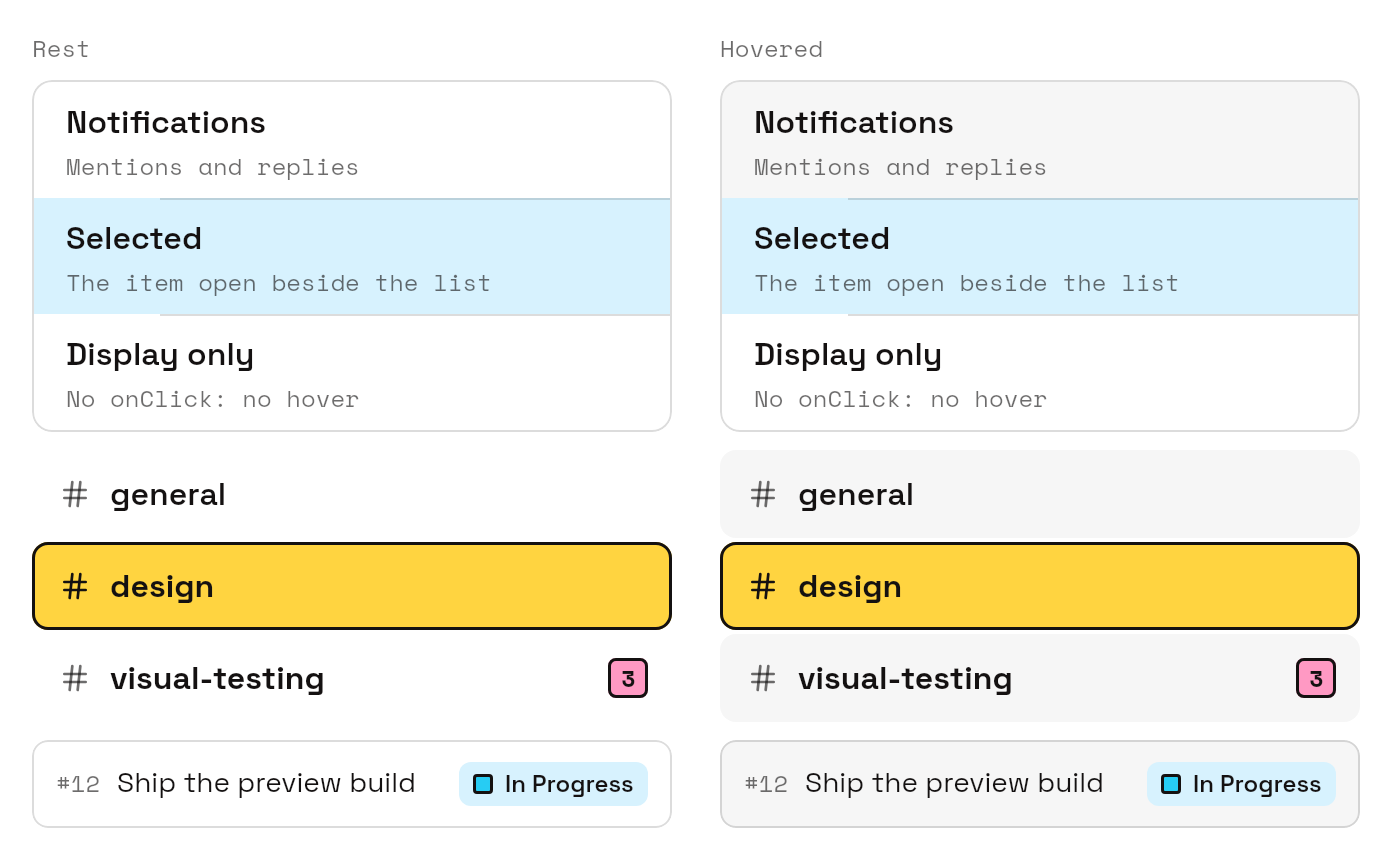 Rest
Notifications
Mentions and replies
Selected
The item open beside the list
Display only
No onClick: no hover
# general
# design
# visual-testing 3
#12 Ship the preview build In Progress
Hovered
Notifications
Mentions and replies
Selected
The item open beside the list
Display only
No onClick: no hover
# general
# design
# visual-testing 3
#12 Ship the preview build In Progress